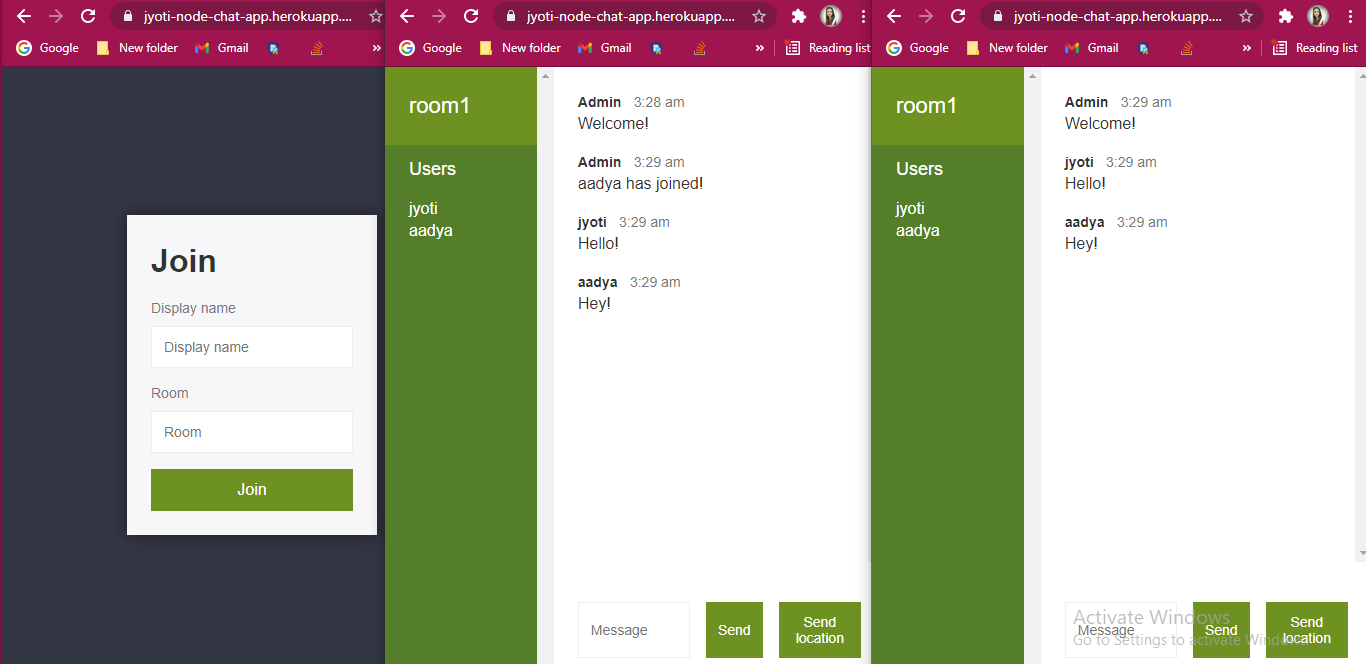 jyoti-node-chat-app.herokuapp....
Google New folder Gmail »
Join
Display name
Display name
Room
Room
Join
jyoti-node-chat-app.herokuapp....
Google New folder Gmail » Reading list
room1
Users
jyoti
aadya
Admin 3:28 am
Welcome!
Admin 3:29 am
aadya has joined!
jyoti 3:29 am
Hello!
aadya 3:29 am
Hey!
Message
Send
Send
location
jyoti-node-chat-app.herokuapp....
Google New folder Gmail » Reading list
room1
Users
jyoti
aadya
Admin 3:29 am
Welcome!
jyoti 3:29 am
Hello!
aadya 3:29 am
Hey!
Message
Send
Send
location
Activate Windows
Go to Settings to activate Windows.